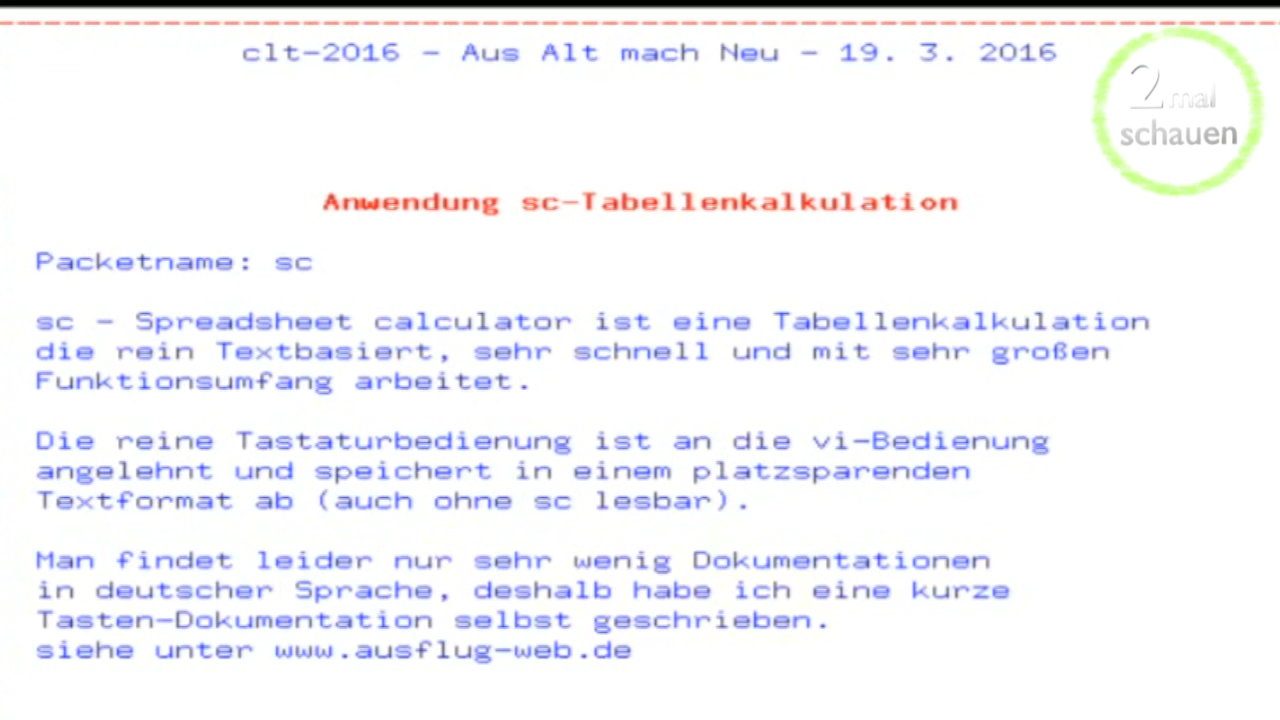 clt-2016 - Aus Alt mach Neu - 19. 3. 2016
2 mal
schauen
Anwendung sc-Tabellenkalkulation
Packetname: sc
sc - Spreadsheet calculator ist eine Tabellenkalkulation
die rein Textbasiert, sehr schnell und mit sehr großen
Funktionsumfang arbeitet.
Die reine Tastaturbedienung ist an die vi-Bedienung
angelehnt und speichert in einem platzsparenden
Textformat ab (auch ohne sc lesbar).
Man findet leider nur sehr wenig Dokumentationen
in deutscher Sprache, deshalb habe ich eine kurze
Tasten-Dokumentation selbst geschrieben.
siehe unter www.ausflug-web.de